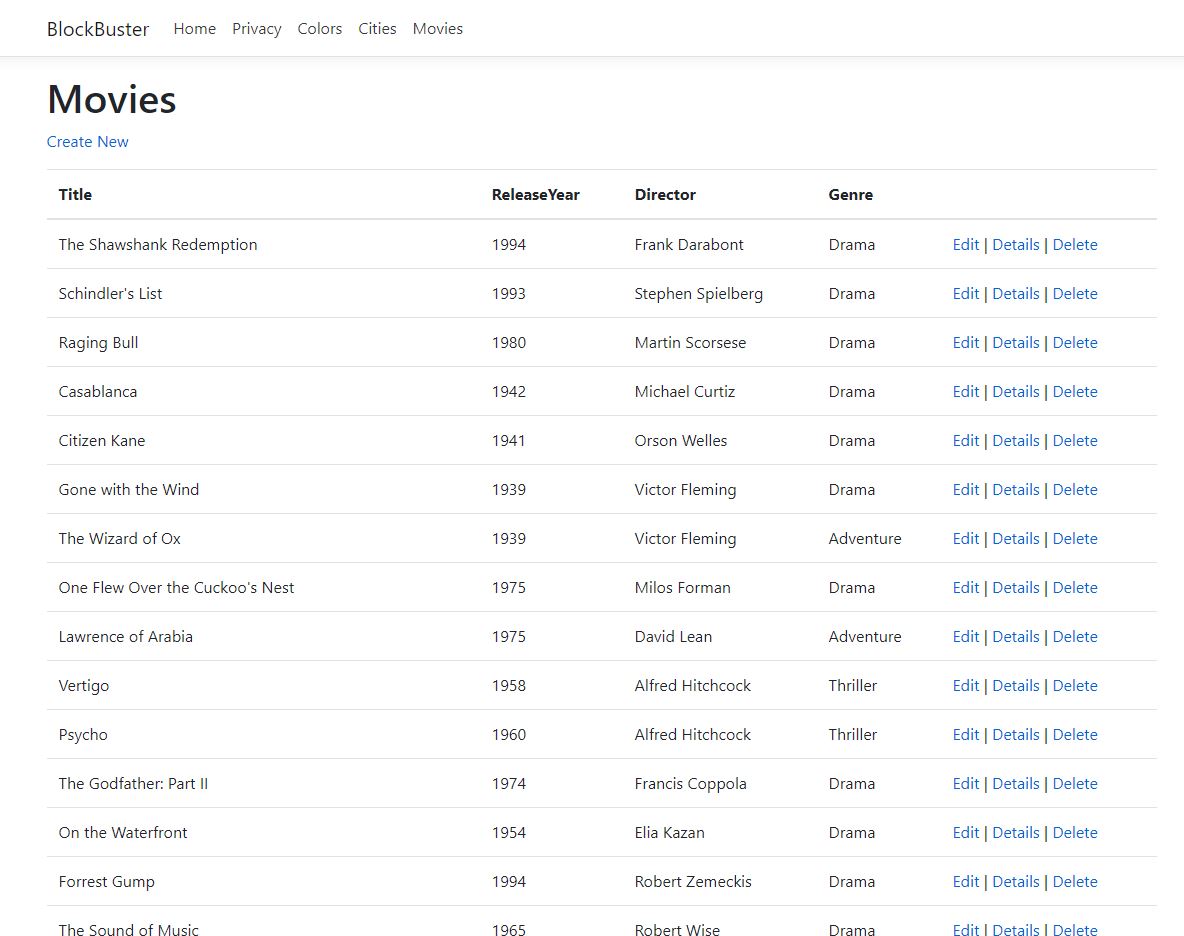 BlockBuster Home Privacy Colors Cities Movies
Movies
Create New
Title ReleaseYear Director Genre
The Shawshank Redemption 1994 Frank Darabont Drama Edit | Details | Delete
Schindler's List 1993 Stephen Spielberg Drama Edit | Details | Delete
Raging Bull 1980 Martin Scorsese Drama Edit | Details | Delete
Casablanca 1942 Michael Curtiz Drama Edit | Details | Delete
Citizen Kane 1941 Orson Welles Drama Edit | Details | Delete
Gone with the Wind 1939 Victor Fleming Drama Edit | Details | Delete
The Wizard of Ox 1939 Victor Fleming Adventure Edit | Details | Delete
One Flew Over the Cuckoo's Nest 1975 Milos Forman Drama Edit | Details | Delete
Lawrence of Arabia 1975 David Lean Adventure Edit | Details | Delete
Vertigo 1958 Alfred Hitchcock Thriller Edit | Details | Delete
Psycho 1960 Alfred Hitchcock Thriller Edit | Details | Delete
The Godfather: Part II 1974 Francis Coppola Drama Edit | Details | Delete
On the Waterfront 1954 Elia Kazan Drama Edit | Details | Delete
Forrest Gump 1994 Robert Zemeckis Drama Edit | Details | Delete
The Sound of Music 1965 Robert Wise Drama Edit | Details | Delete